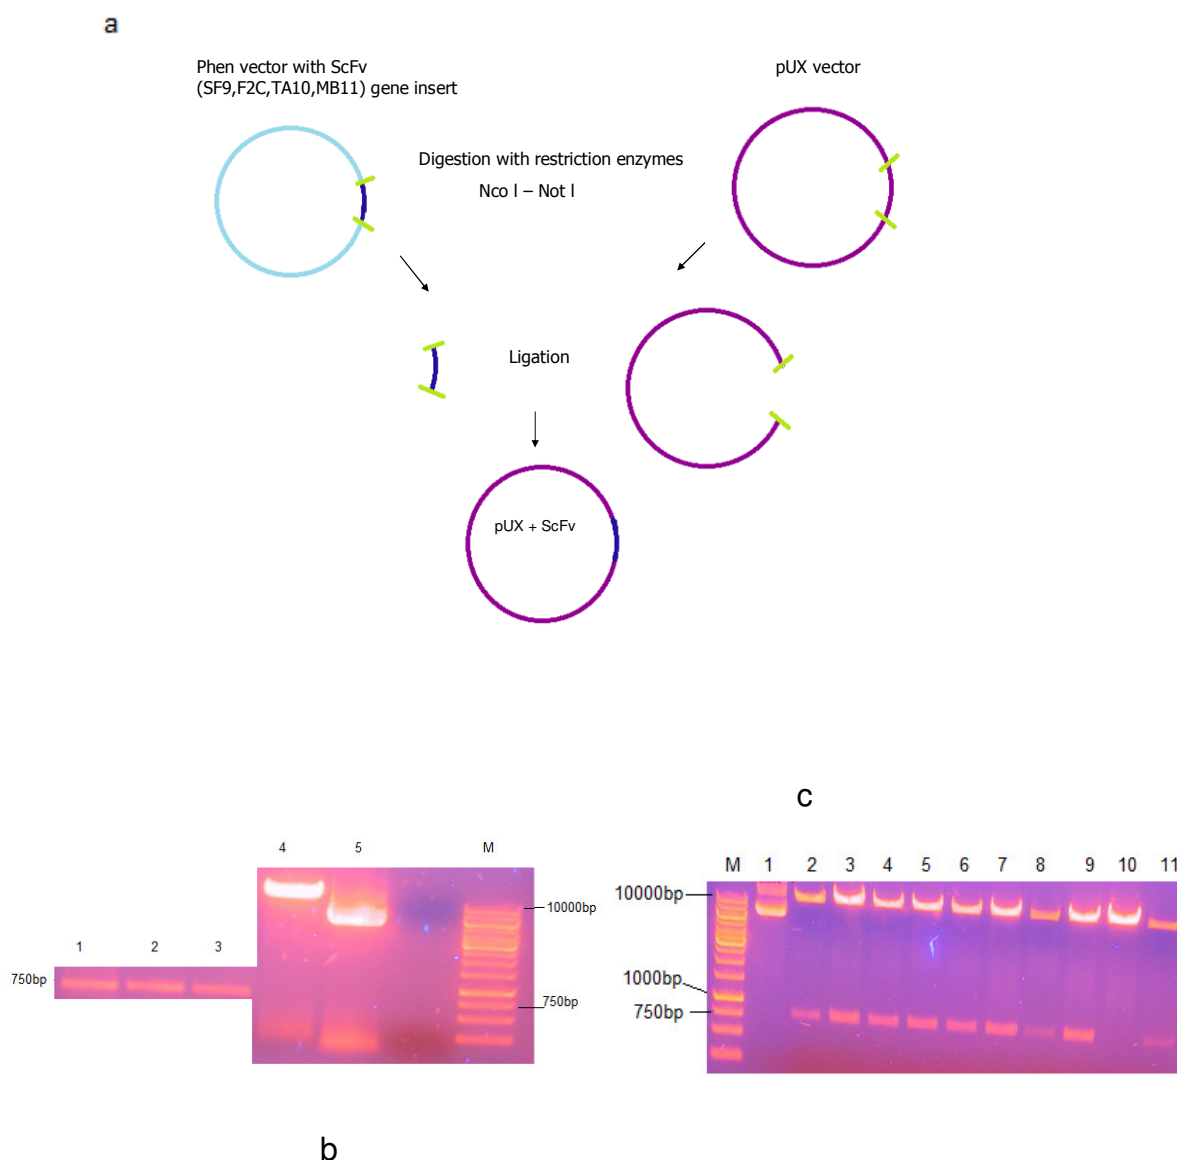 a
Phen vector with ScFv
(SF9,F2C,TA10,MB11) gene insert
pUX vector
Digestion with restriction enzymes
Nco I – Not I
Ligation
pUX + ScFv
c
4 5 M
10000bp
1 2 3
750bp
750bp
M 1 2 3 4 5 6 7 8 9 10 11
10000bp
1000bp
750bp
b